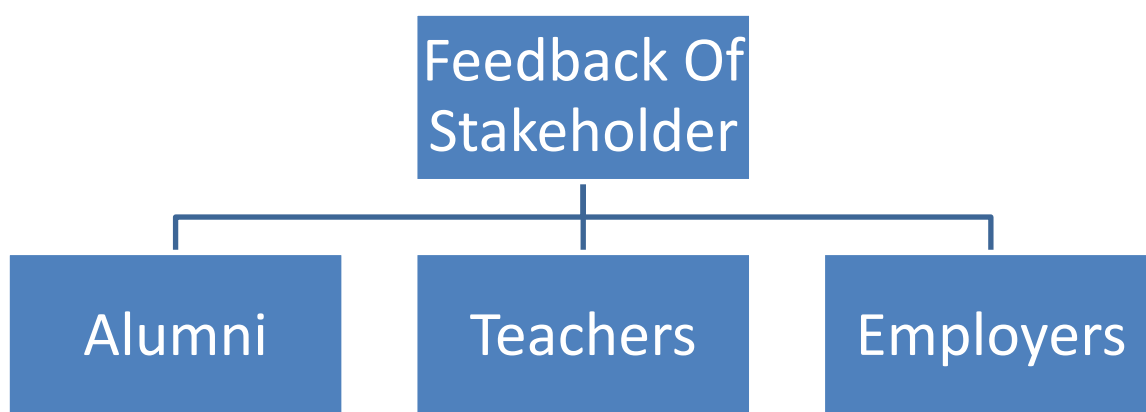 Feedback Of
Stakeholder
Alumni
Teachers
Employers